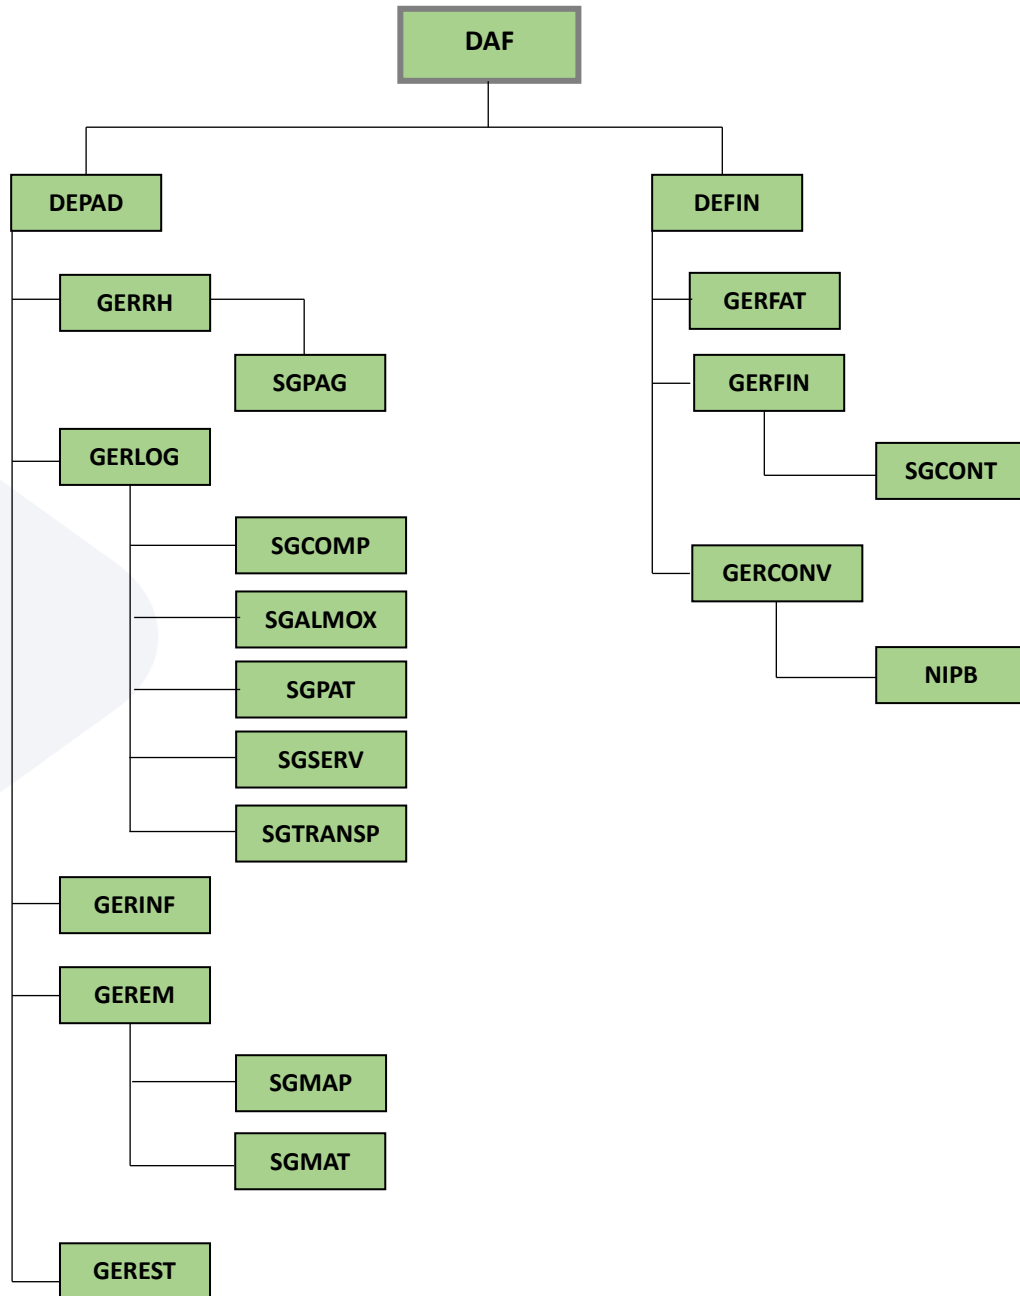 DAF
DEPAD
DEFIN
GERRH
GERFAT
SGPAG
GERFIN
GERLOG
SGCONT
SGCOMP
GERCONV
SGALMOX
SGPAT
NIPB
SGSERV
SGTRANSP
GERINF
GEREM
SGMAP
SGMAT
GEREST